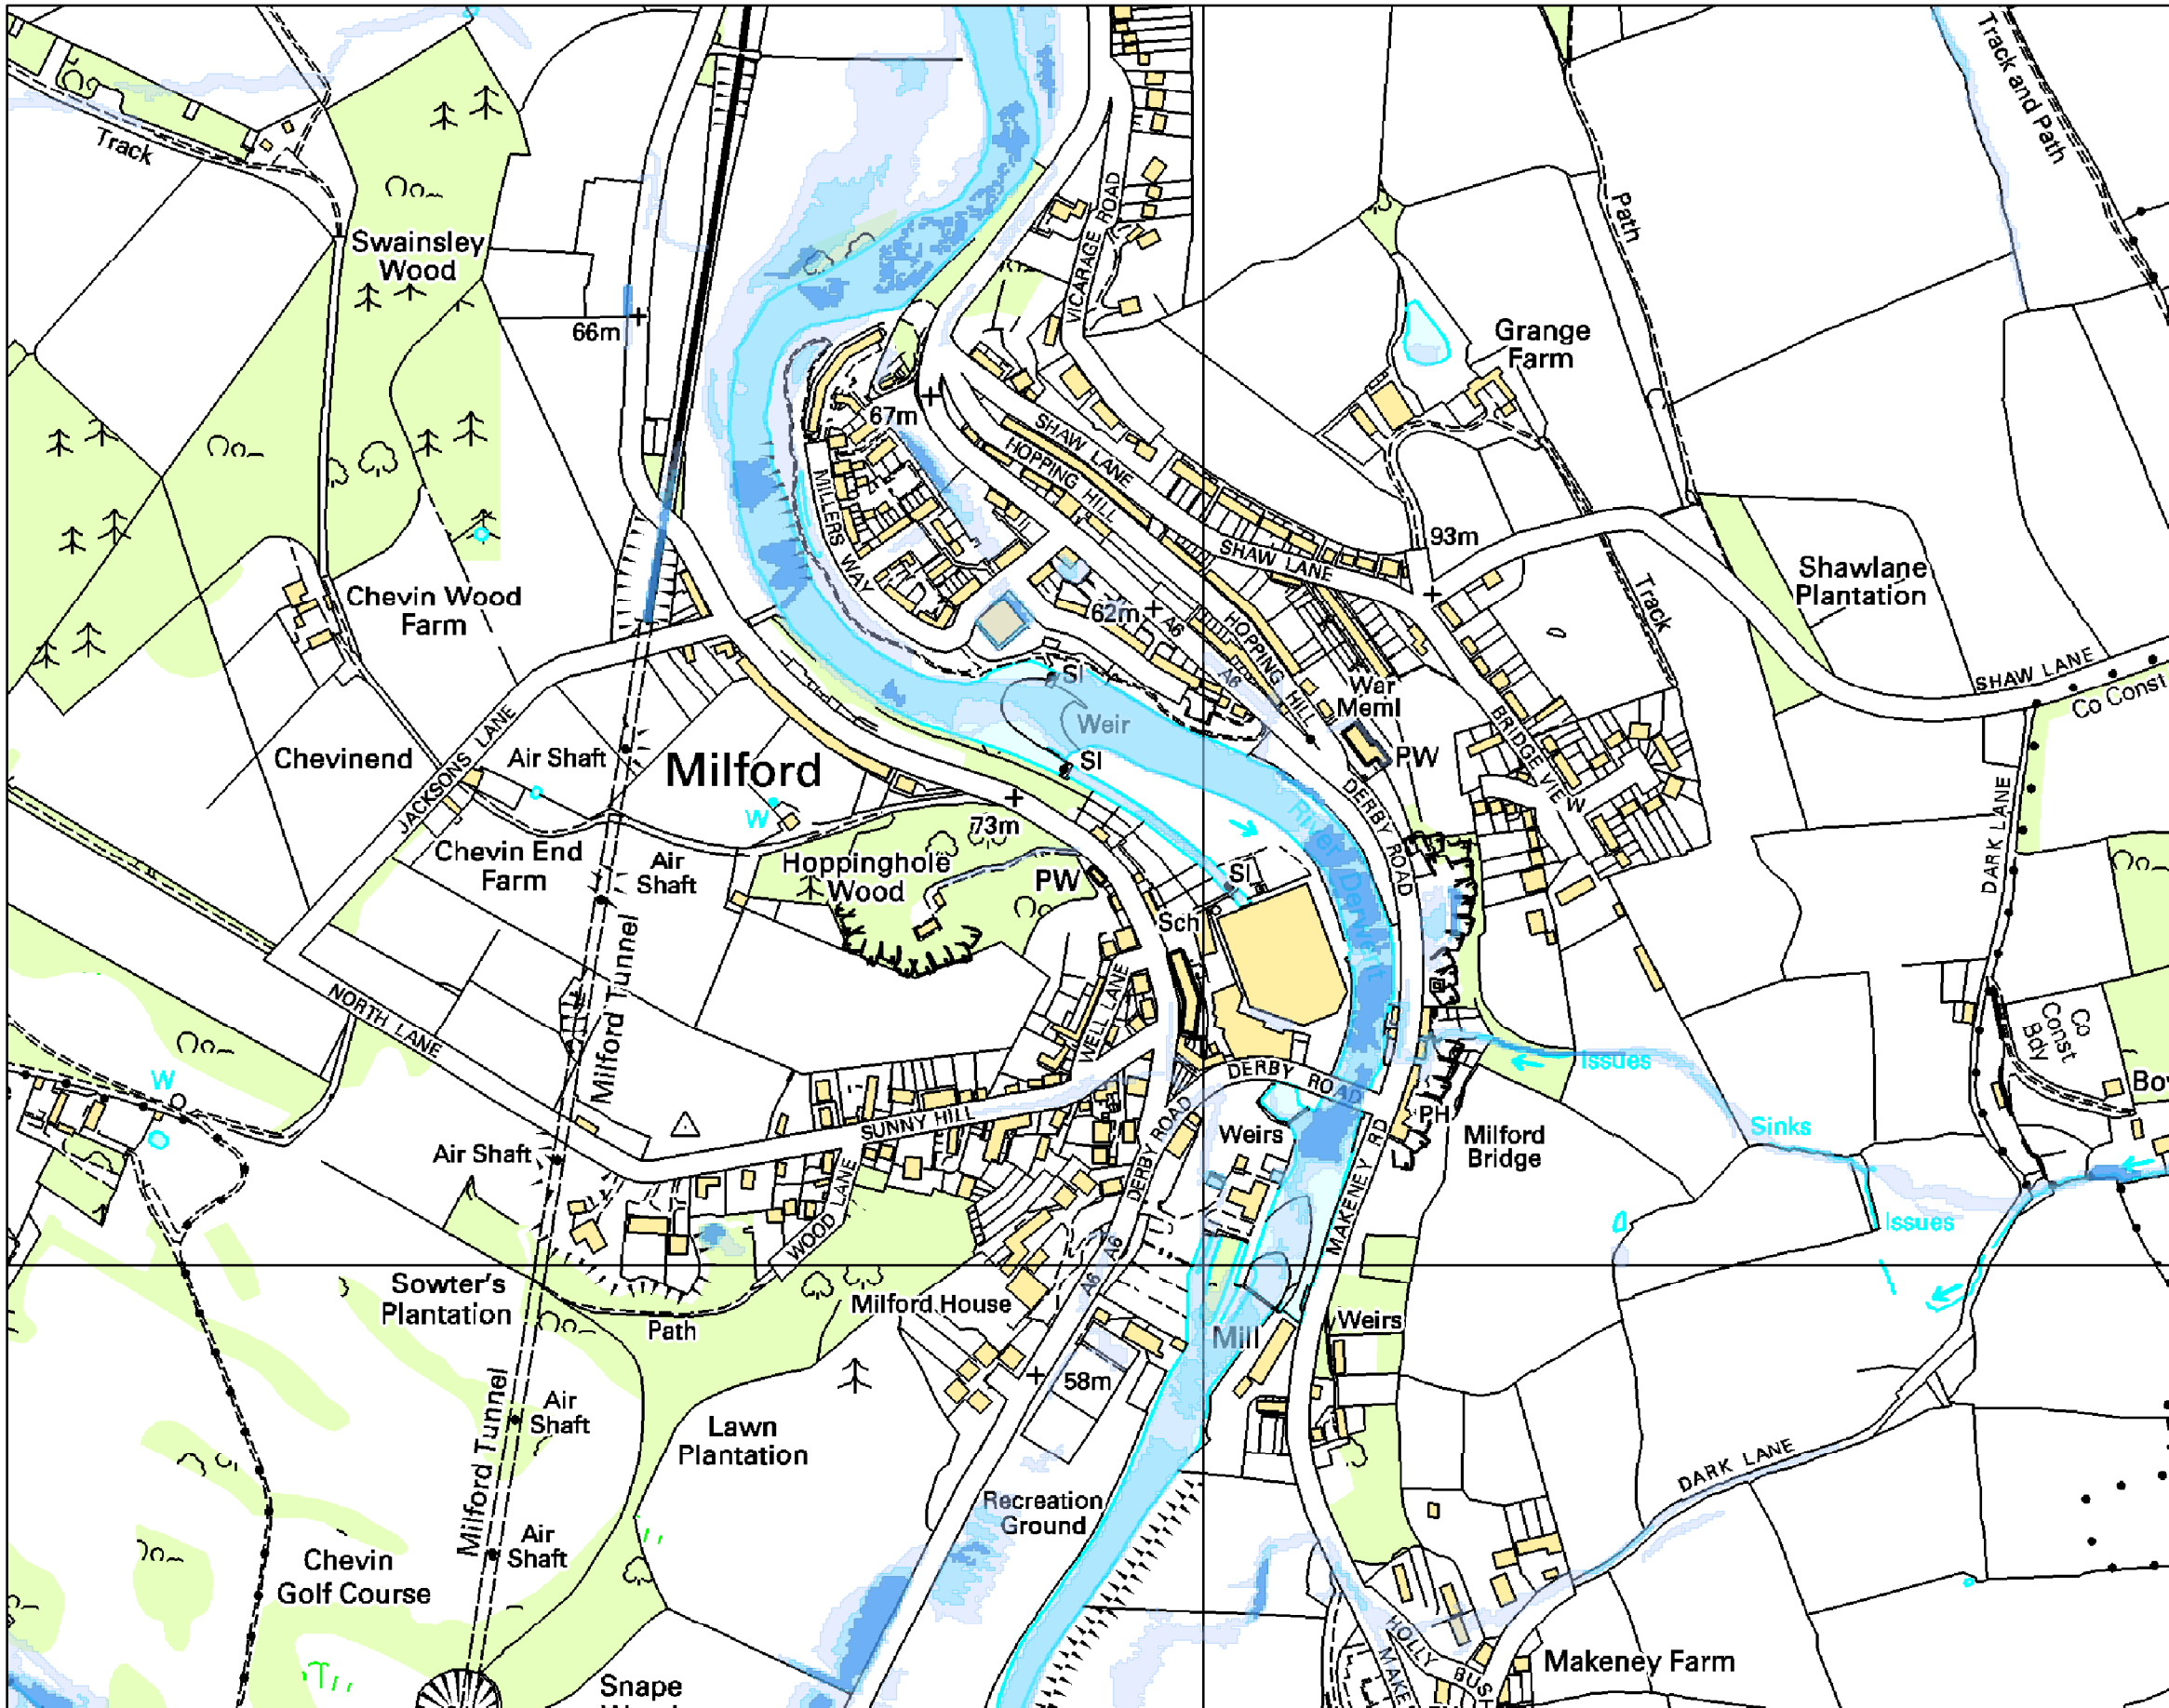 Track
Track and Path
Swainsley
Wood
VICARAGE ROAD
Path
66m
Grange
Farm
67m
SHAW LANE
HOPPING HILL
MILLERS WAY
SHAW LANE
93m
Shawlane
Plantation
Track
Chevin Wood
Farm
62m
A6
HOPPING HILL
A6
SHAW LANE
Co Const
War
Meml
Sl
Weir
BRIDGE VIEW
PW
JACKSONS LANE
Chevinend
Air Shaft
Milford
Sl
W
73m
River Derwent
DERBY ROAD
DARK LANE
Chevin End
Farm
Air
Shaft
Hoppinghole
Wood
PW
Sl
Sch
Milford Tunnel
NORTH LANE
WELL LANE
Co
Const
Bdy
W
Issues
DERBY ROAD
SUNNY HILL
PH
Milford
Bridge
Sinks
Air Shaft
WOOD LANE
DERBY ROAD
Weirs
MAKENEY RD
Issues
A6
A6
Sowter's
Plantation
Path
Milford House
Mill
Weirs
58m
Milford Tunnel
Air
Shaft
Lawn
Plantation
DARK LANE
Recreation
Ground
Air
Shaft
Chevin
Golf Course
HOLLY BUSH
Makeney Farm
Snape